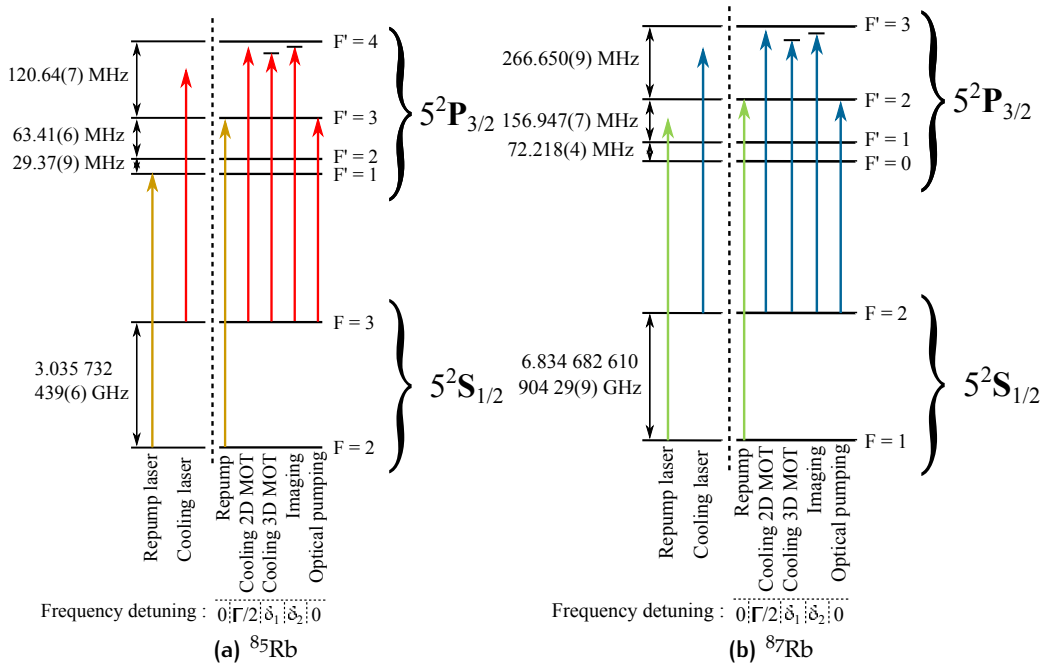 F' = 4
120.64(7) MHz
F' = 3
63.41(6) MHz
F' = 2
29.37(9) MHz
F' = 1
5²P₃/₂
F = 3
3.035 732
439(6) GHz
5²S₁/₂
F = 2
Repump laser
Cooling laser
Repump
Cooling 2D MOT
Cooling 3D MOT
Imaging
Optical pumping
Frequency detuning : 0 Γ/2 δ₁ δ₂ 0
(a) ⁸⁵Rb
F' = 3
266.650(9) MHz
F' = 2
156.947(7) MHz
F' = 1
72.218(4) MHz
F' = 0
5²P₃/₂
F = 2
6.834 682 610
904 29(9) GHz
5²S₁/₂
F = 1
Repump laser
Cooling laser
Repump
Cooling 2D MOT
Cooling 3D MOT
Imaging
Optical pumping
Frequency detuning : 0 Γ/2 δ₁ δ₂ 0
(b) ⁸⁷Rb